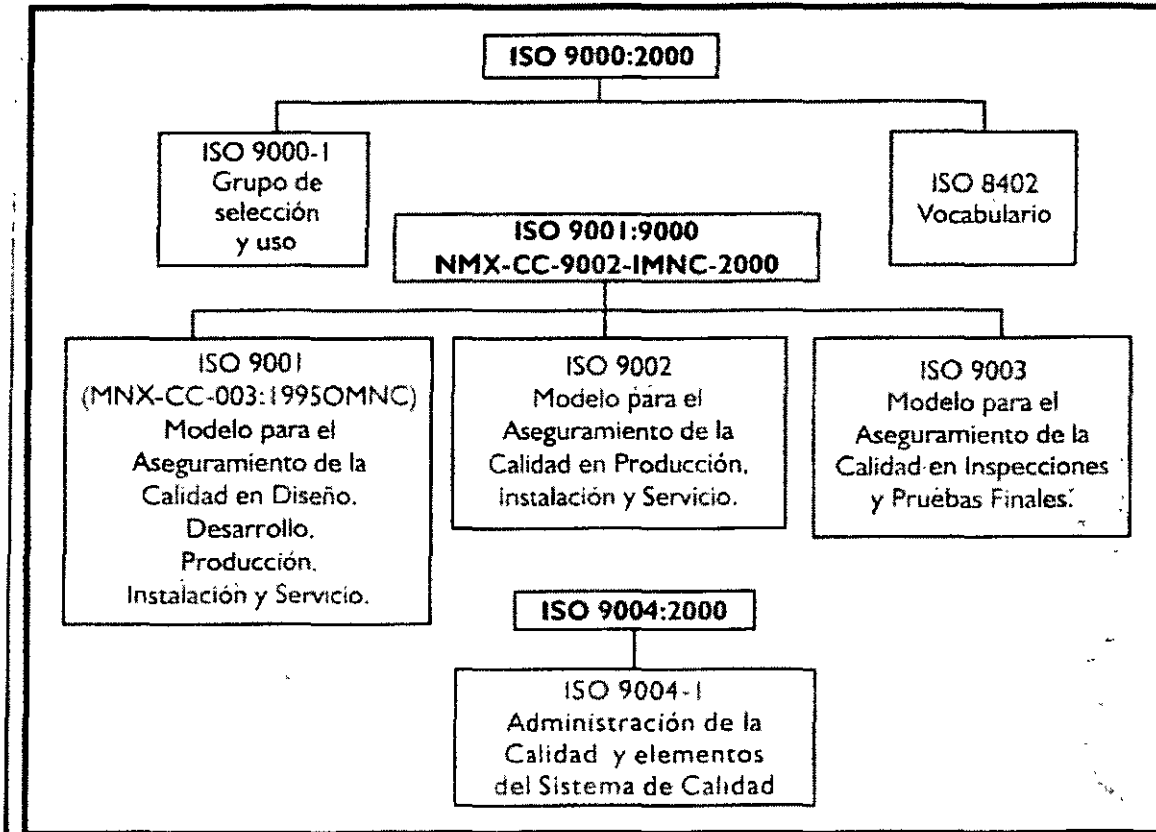 ISO 9000:2000
ISO 9000-1
Grupo de
selección
y uso
ISO 8402
Vocabulario
ISO 9001:9000
NMX-CC-9002-IMNC-2000
ISO 9001
(MNX-CC-003:1995OMNC)
Modelo para el
Aseguramiento de la
Calidad en Diseño.
Desarrollo.
Producción.
Instalación y Servicio.
ISO 9002
Modelo para el
Aseguramiento de la
Calidad en Producción.
Instalación y Servicio.
ISO 9003
Modelo para el
Aseguramiento de la
Calidad en Inspecciones
y Pruebas Finales.
ISO 9004:2000
ISO 9004-1
Administración de la
Calidad y elementos
del Sistema de Calidad